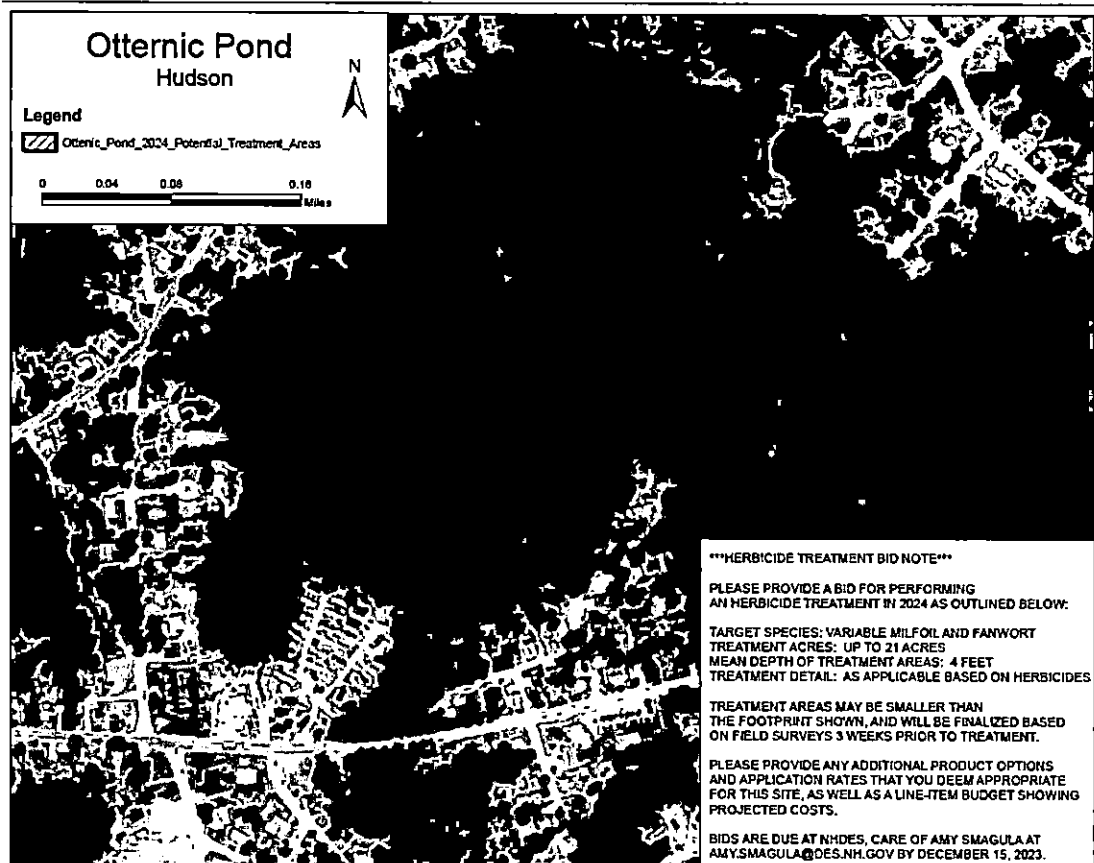 Otternic Pond
Hudson
N
Legend
Otternic_Pond_2024_Potential_Treatment_Areas
0 0.04 0.08 0.16
Miles
***HERBICIDE TREATMENT BID NOTE***
PLEASE PROVIDE A BID FOR PERFORMING
AN HERBICIDE TREATMENT IN 2024 AS OUTLINED BELOW:
TARGET SPECIES: VARIABLE MILFOIL AND FANWORT
TREATMENT ACRES: UP TO 21 ACRES
MEAN DEPTH OF TREATMENT AREAS: 4 FEET
TREATMENT DETAIL: AS APPLICABLE BASED ON HERBICIDES
TREATMENT AREAS MAY BE SMALLER THAN
THE FOOTPRINT SHOWN, AND WILL BE FINALIZED BASED
ON FIELD SURVEYS 3 WEEKS PRIOR TO TREATMENT.
PLEASE PROVIDE ANY ADDITIONAL PRODUCT OPTIONS
AND APPLICATION RATES THAT YOU DEEM APPROPRIATE
FOR THIS SITE, AS WELL AS A LINE-ITEM BUDGET SHOWING
PROJECTED COSTS.
BIDS ARE DUE AT NHDES, CARE OF AMY SMAGULA AT
AMY.SMAGULA@DES.NH.GOV BY DECEMBER 15, 2023.